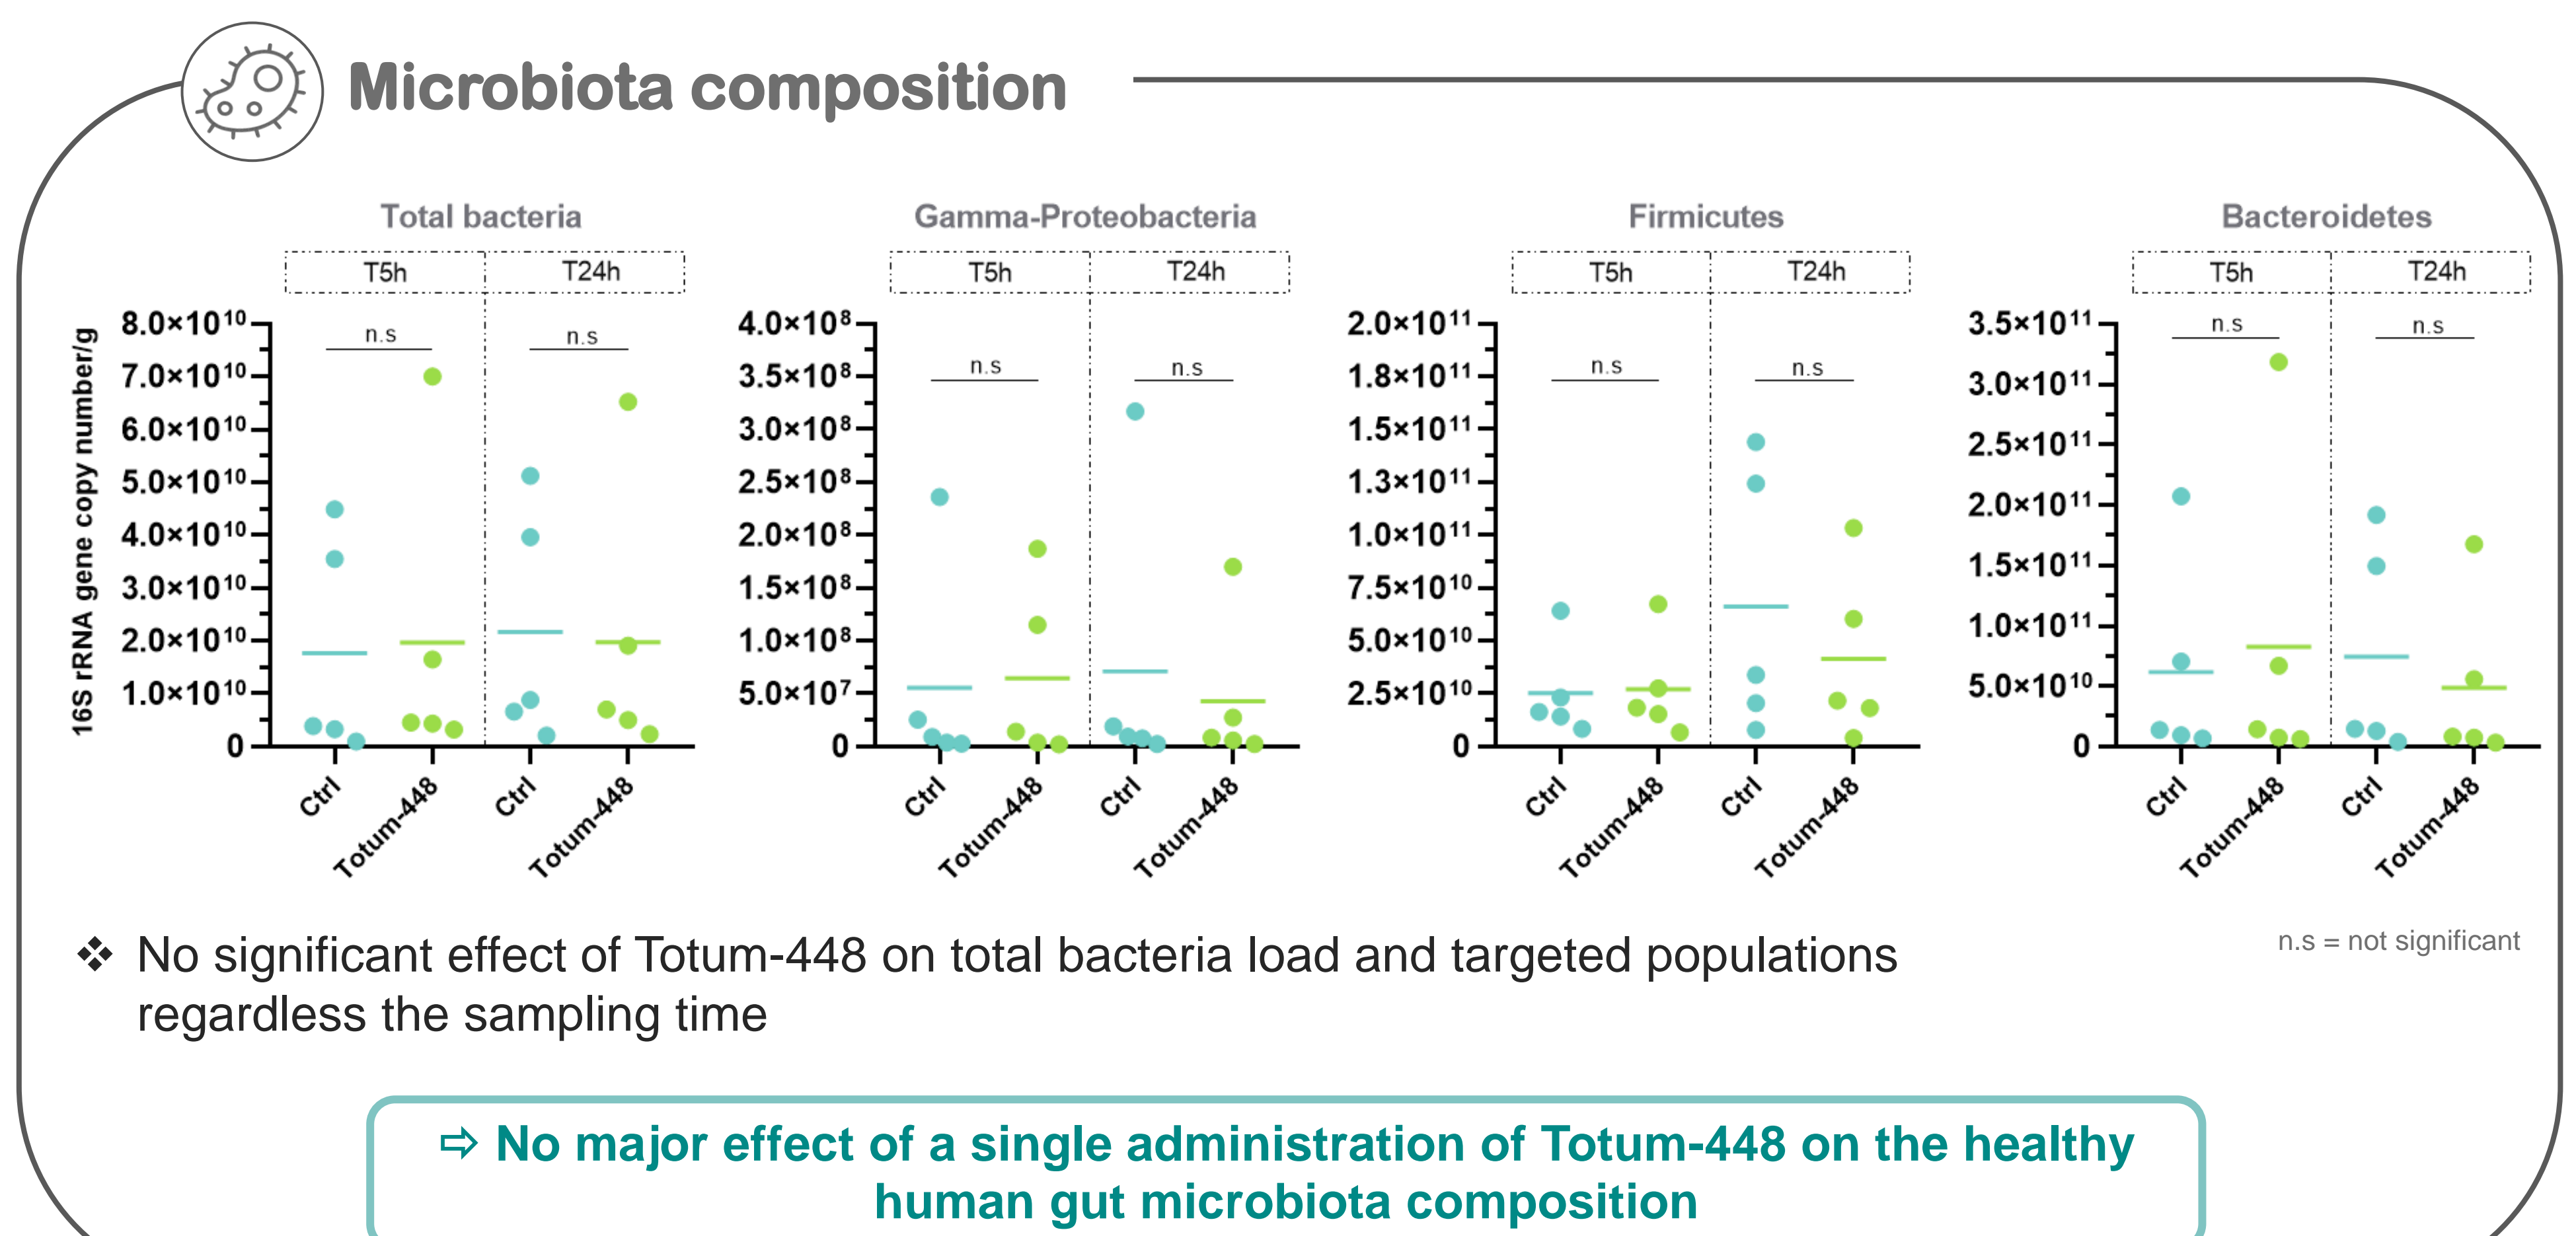 Microbiota composition
Total bacteria
T5h T24h
16S rRNA gene copy number/g
8.0×10¹⁰
7.0×10¹⁰
6.0×10¹⁰
5.0×10¹⁰
4.0×10¹⁰
3.0×10¹⁰
2.0×10¹⁰
1.0×10¹⁰
0
n.s n.s
Ctrl Totum-448 Ctrl Totum-448
Gamma-Proteobacteria
T5h T24h
4.0×10⁸
3.5×10⁸
3.0×10⁸
2.5×10⁸
2.0×10⁸
1.5×10⁸
1.0×10⁸
5.0×10⁷
0
n.s n.s
Ctrl Totum-448 Ctrl Totum-448
Firmicutes
T5h T24h
2.0×10¹¹
1.8×10¹¹
1.5×10¹¹
1.3×10¹¹
1.0×10¹¹
7.5×10¹⁰
5.0×10¹⁰
2.5×10¹⁰
0
n.s n.s
Ctrl Totum-448 Ctrl Totum-448
Bacteroidetes
T5h T24h
3.5×10¹¹
3.0×10¹¹
2.5×10¹¹
2.0×10¹¹
1.5×10¹¹
1.0×10¹¹
5.0×10¹⁰
0
n.s n.s
Ctrl Totum-448 Ctrl Totum-448
n.s = not significant
❖ No significant effect of Totum-448 on total bacteria load and targeted populations
regardless the sampling time
⇨ No major effect of a single administration of Totum-448 on the healthy
human gut microbiota composition